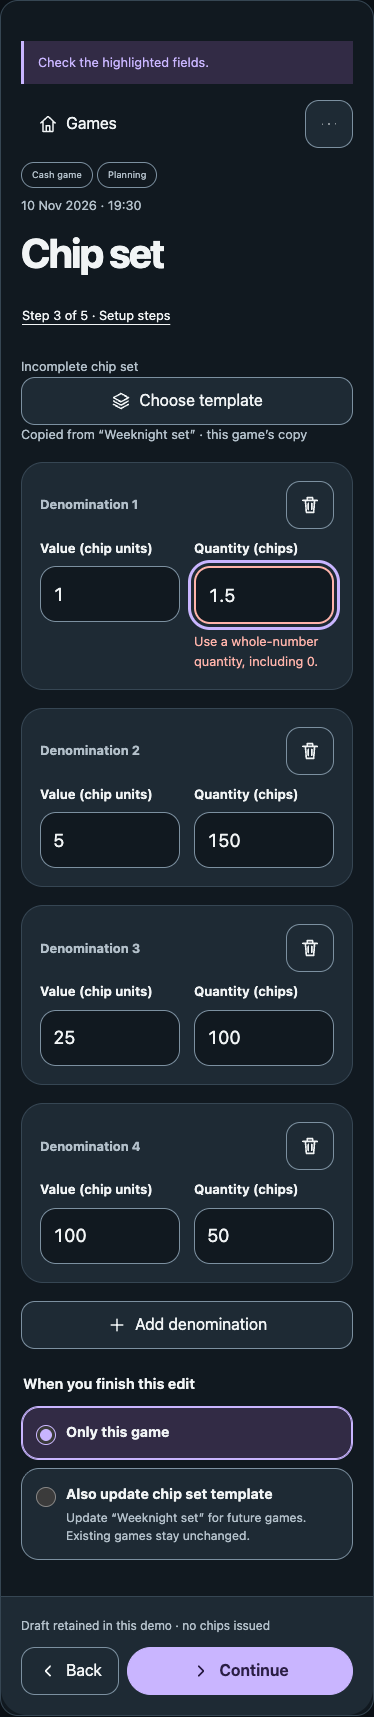 Check the highlighted fields.
Games
Cash game Planning
10 Nov 2026 · 19:30
Chip set
Step 3 of 5 · Setup steps
Incomplete chip set
Choose template
Copied from “Weeknight set” · this game’s copy
Denomination 1
Value (chip units) Quantity (chips)
1 1.5
Use a whole-number
quantity, including 0.
Denomination 2
Value (chip units) Quantity (chips)
5 150
Denomination 3
Value (chip units) Quantity (chips)
25 100
Denomination 4
Value (chip units) Quantity (chips)
100 50
Add denomination
When you finish this edit
Only this game
Also update chip set template
Update “Weeknight set” for future games.
Existing games stay unchanged.
Draft retained in this demo · no chips issued
Back Continue